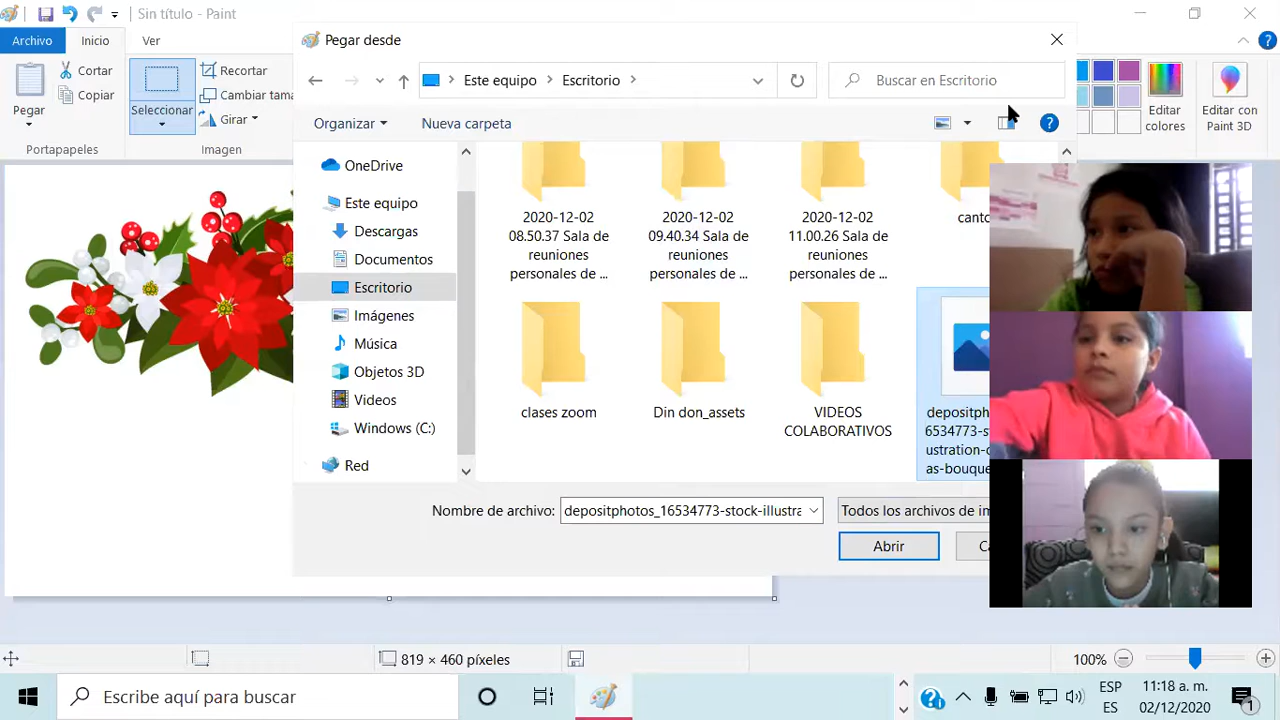 Sin título - Paint
Archivo Inicio Ver
Pegar
Cortar
Copiar
Portapapeles
Seleccionar
Recortar
Cambiar tama
Girar
Imagen
Editar colores
Editar con Paint 3D
Pegar desde
Este equipo Escritorio
Buscar en Escritorio
Organizar Nueva carpeta
OneDrive
Este equipo
Descargas
Documentos
Escritorio
Imágenes
Música
Objetos 3D
Videos
Windows (C:)
Red
2020-12-02
08.50.37 Sala de
reuniones
personales de ...
2020-12-02
09.40.34 Sala de
reuniones
personales de ...
2020-12-02
11.00.26 Sala de
reuniones
personales de ...
canto
clases zoom
Din don_assets
VIDEOS
COLABORATIVOS
depositph
6534773-s
ustration-
as-bouque
Nombre de archivo: depositphotos_16534773-stock-illustra
Todos los archivos de im
Abrir
819 × 460 píxeles
100%
Escribe aquí para buscar
ESP
ES
11:18 a. m.
02/12/2020
1